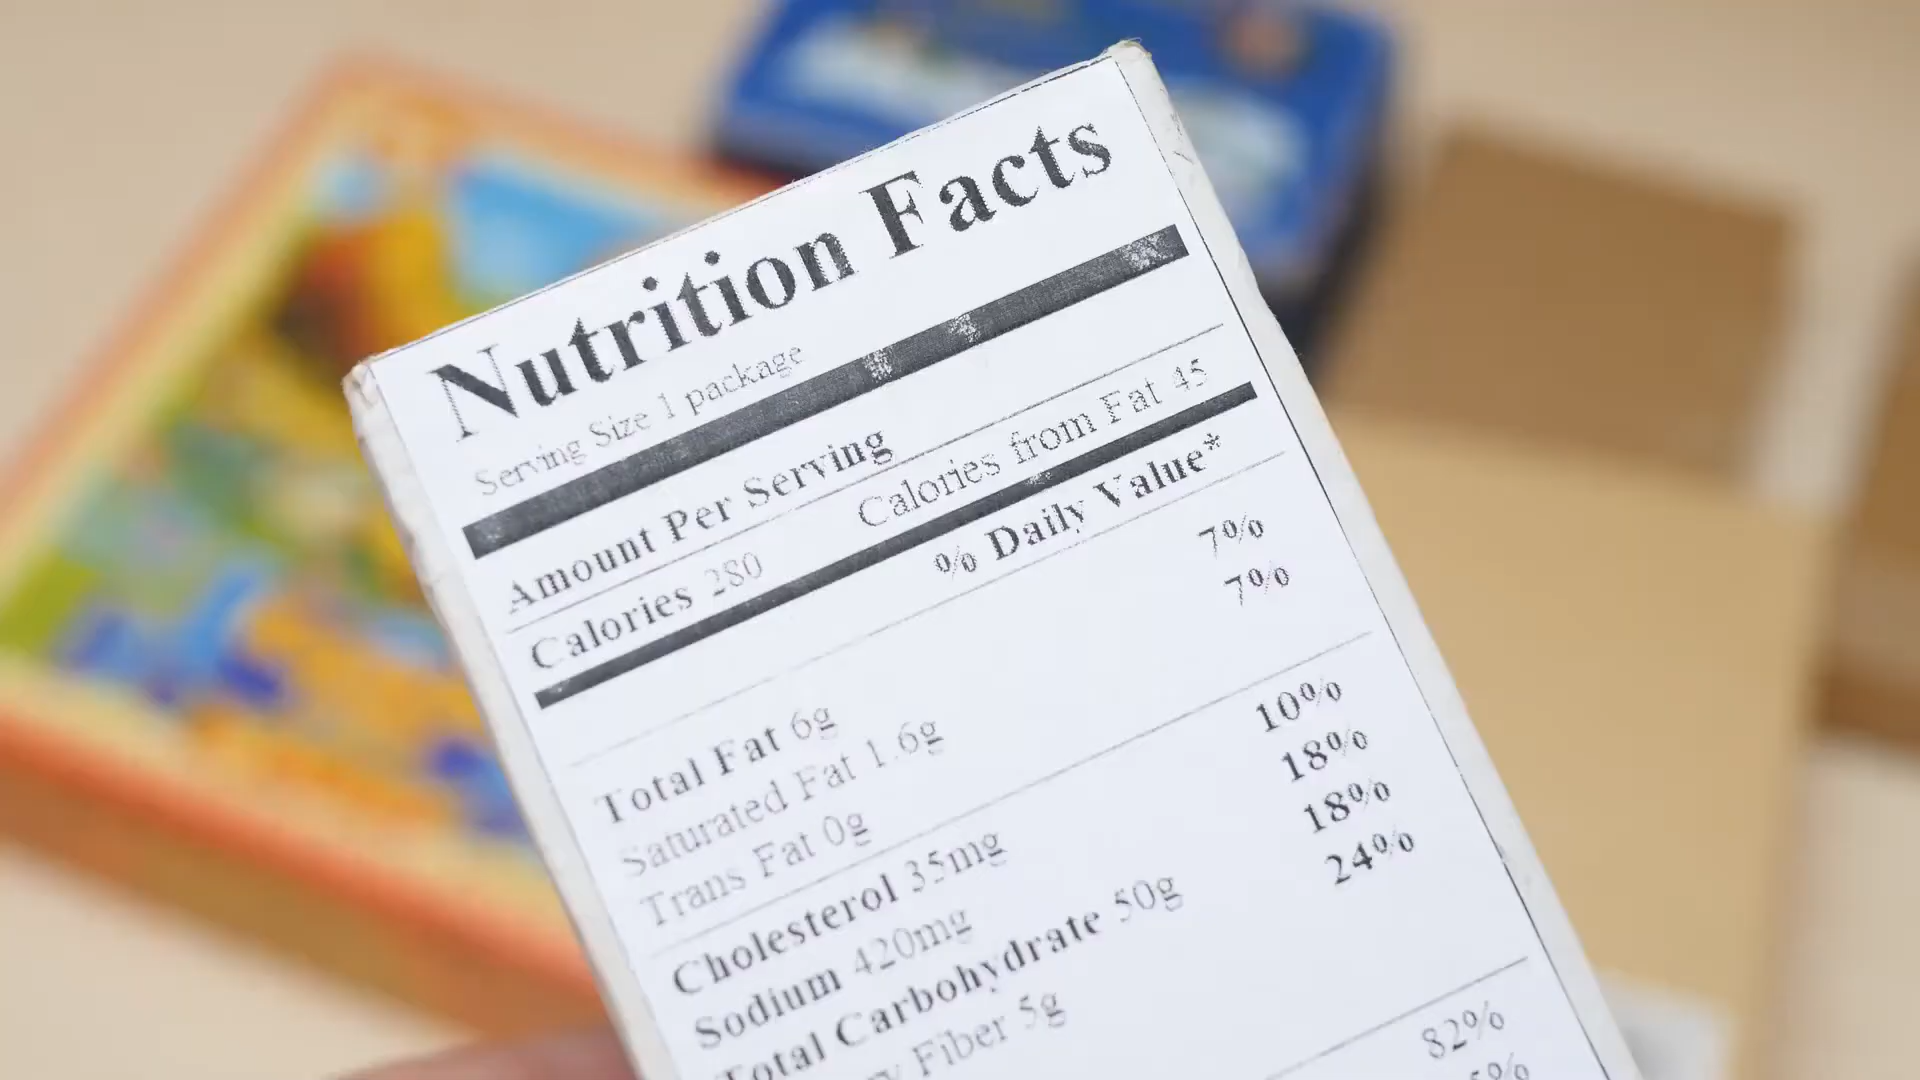 Nutrition Facts
Serving Size 1 package
Amount Per Serving
Calories 280 Calories from Fat 45
% Daily Value*
Total Fat 6g 7%
Saturated Fat 1.6g 7%
Trans Fat 0g
Cholesterol 35mg 10%
Sodium 420mg 18%
Total Carbohydrate 50g 18%
Fiber 5g 24%
82%